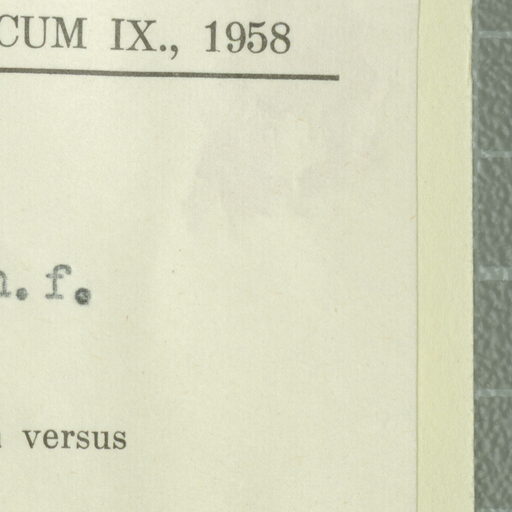 CUM IX., 1958
n. f.
versus